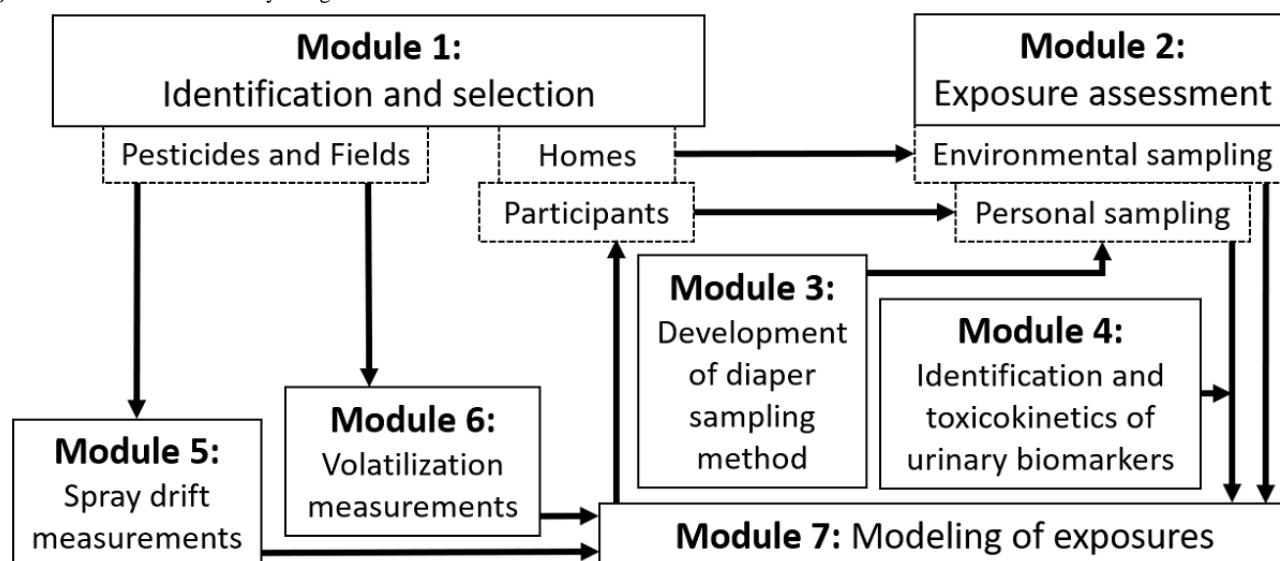 Module 1:
Identification and selection
Pesticides and Fields
Homes
Participants
Module 2:
Exposure assessment
Environmental sampling
Personal sampling
Module 3:
Development
of diaper
sampling
method
Module 4:
Identification and
toxicokinetics of
urinary biomarkers
Module 5:
Spray drift
measurements
Module 6:
Volatilization
measurements
Module 7: Modeling of exposures